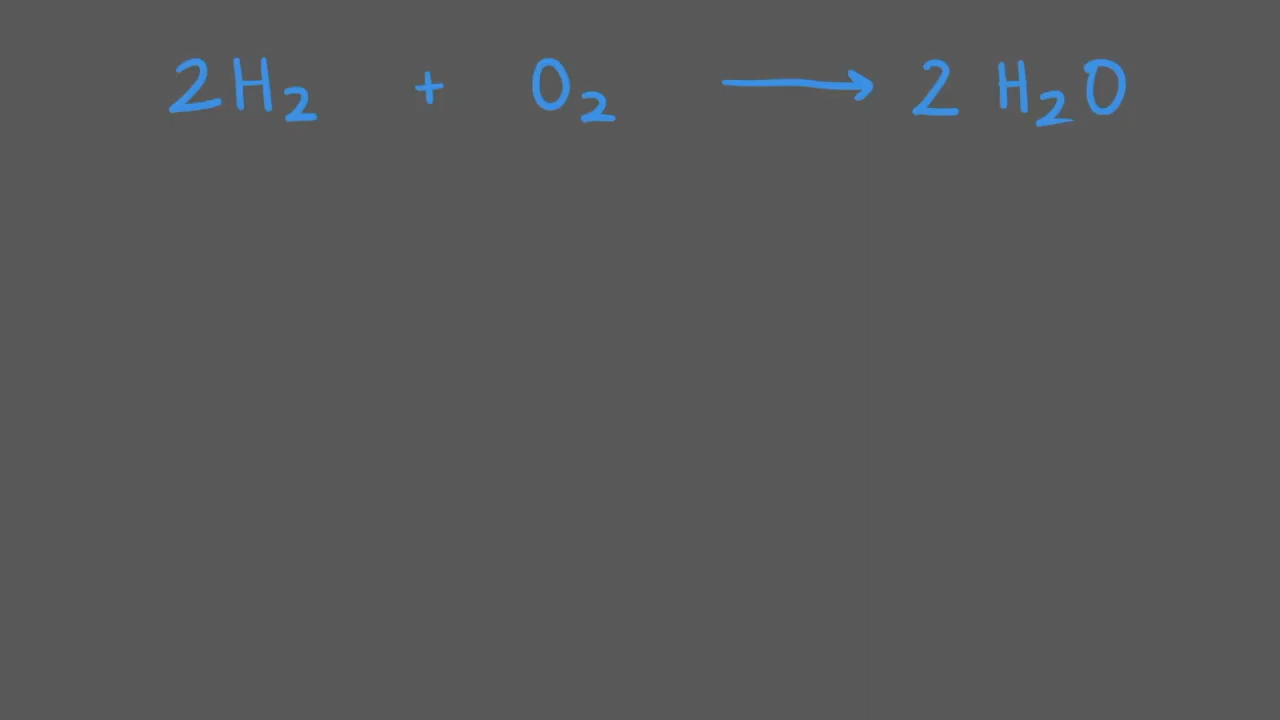 2H₂ + O₂ ⟶ 2 H₂O